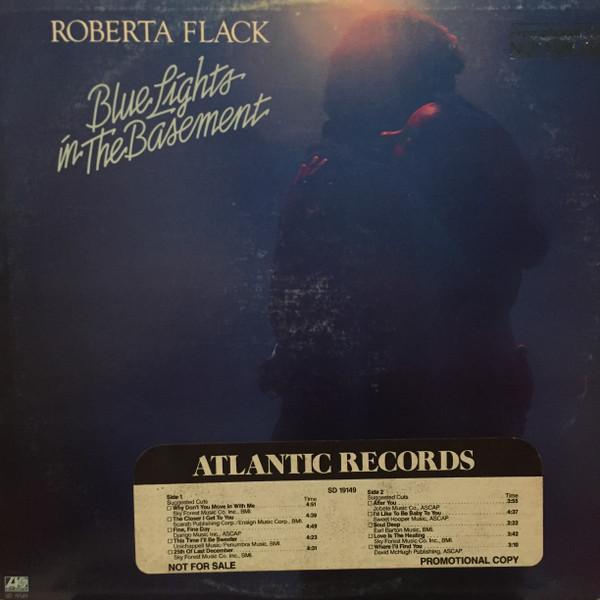 ROBERTA FLACK
Blue Lights
in The Basement
ATLANTIC RECORDS
SD 19149
Side 1
Suggested Cuts Time
Why Don't You Move In With Me 4:51
Sky Forest Music Co. Inc., BMI
The Closer I Get To You 4:39
Scarab Publishing Corp./Ensign Music Corp., BMI
Fine, Fine Day 4:49
Django Music Inc., ASCAP
This Time I'll Be Sweeter 4:23
Unichappell Music/Penumbra Music, BMI
25th Of Last December 4:31
Sky Forest Music Co. Inc., BMI
NOT FOR SALE
Side 2
Suggested Cuts Time
After You 3:55
Jobete Music Co., ASCAP
I'd Like To Be Baby To You 4:37
Sweet Hooper Music, ASCAP
Soul Deep 3:33
Earl Barton Music, BMI
Love Is The Healing 3:42
Sky Forest Music Co. Inc., BMI
Where I'll Find You 3:10
David McHugh Publishing, ASCAP
PROMOTIONAL COPY